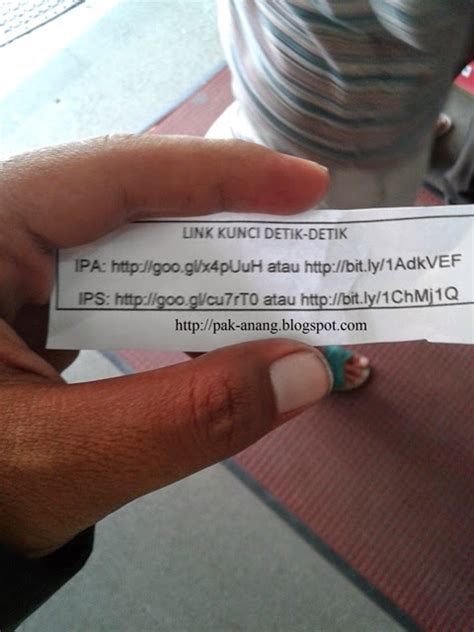 LINK KUNCI DETIK-DETIK
IPA: http://goo.gl/x4pUuH atau http://bit.ly/1AdkVEF
IPS: http://goo.gl/cu7rT0 atau http://bit.ly/1ChMj1Q
http://pak-anang.blogspot.com